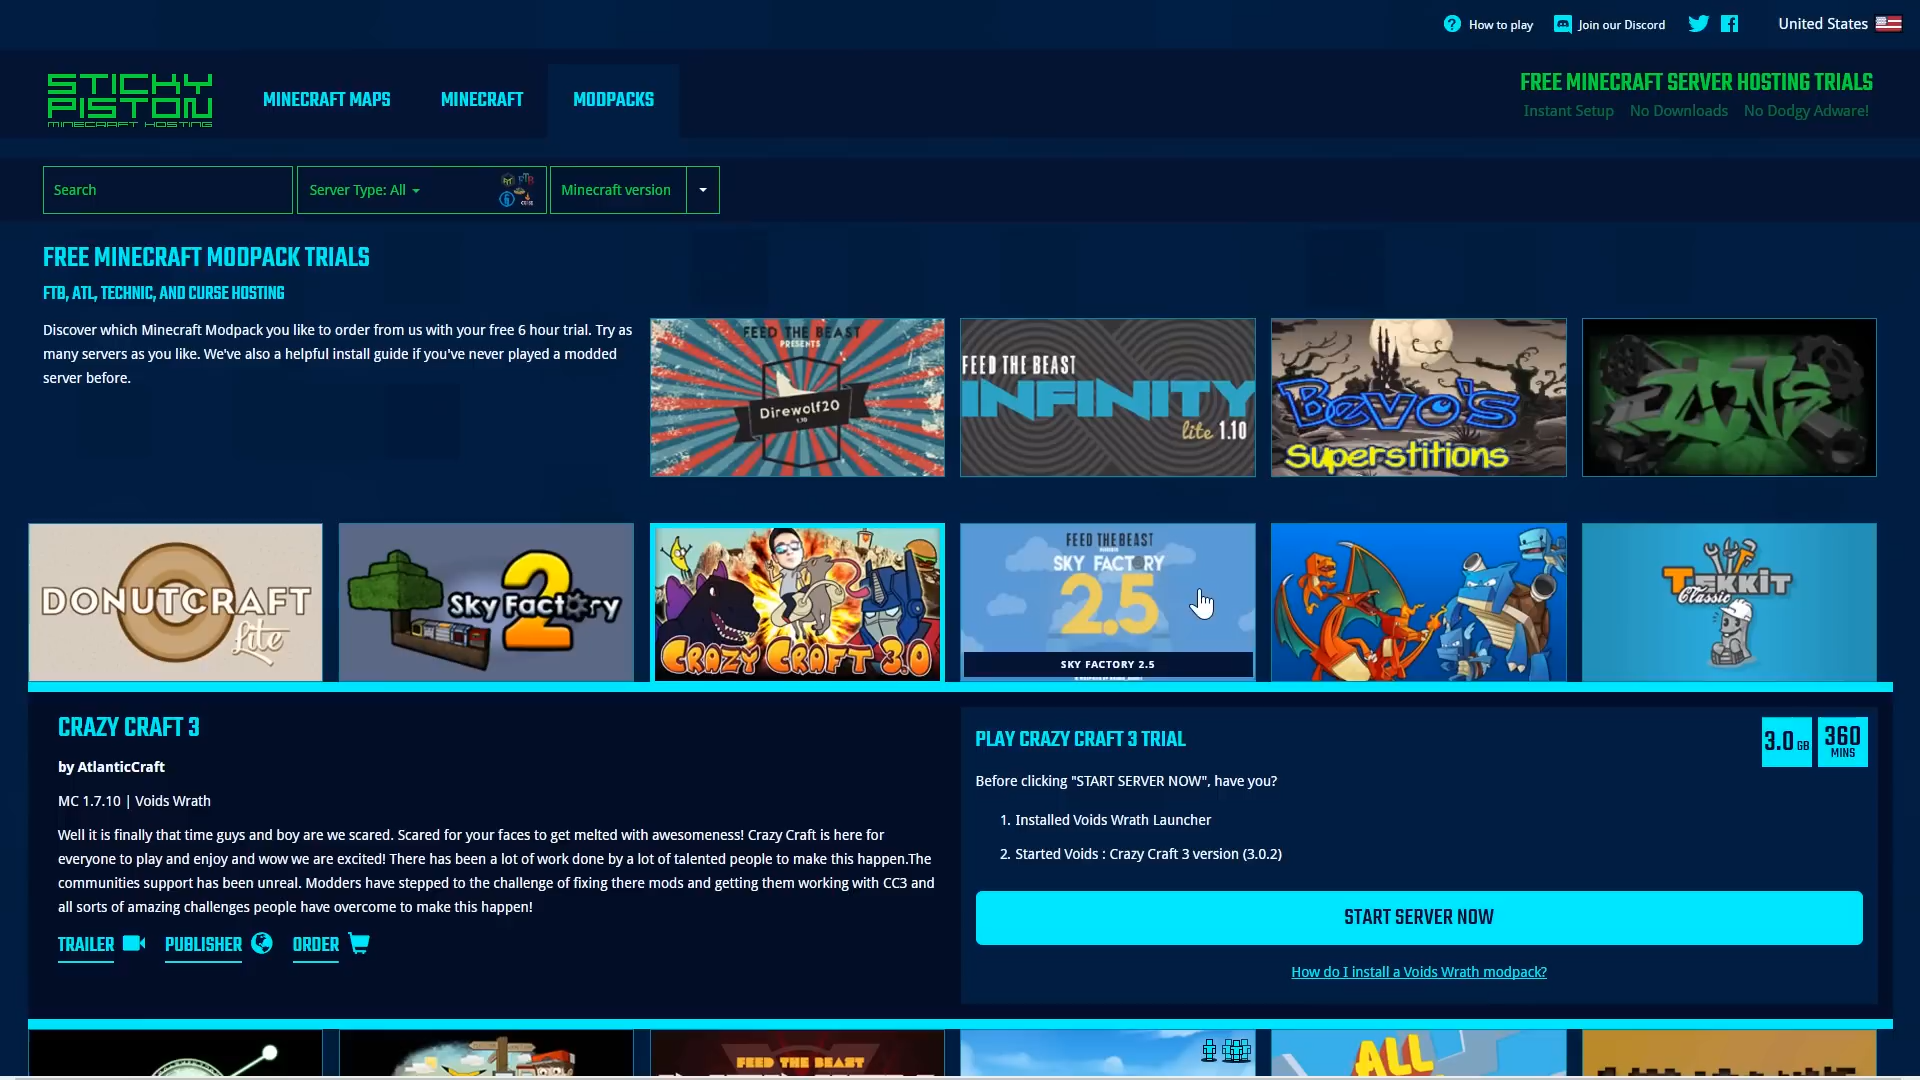 How to play
Join our Discord
United States
STICKY
PISTON
MINECRAFT HOSTING
MINECRAFT MAPS
MINECRAFT
MODPACKS
FREE MINECRAFT SERVER HOSTING TRIALS
Instant Setup No Downloads No Dodgy Adware!
Search
Server Type: All
Minecraft version
FREE MINECRAFT MODPACK TRIALS
FTB, ATL, TECHNIC, AND CURSE HOSTING
Discover which Minecraft Modpack you like to order from us with your free 6 hour trial. Try as
many servers as you like. We've also a helpful install guide if you've never played a modded
server before.
FEED THE BEAST
PRESENTS
Direwolf20
1.10
FEED THE BEAST
INFINITY
lite 1.10
BEVO'S
Superstitions
DONUTCRAFT
Lite
Sky Factory
2
CRAZY CRAFT 3.0
FEED THE BEAST
SKY FACTORY
2.5
SKY FACTORY 2.5
TEKKIT
Classic
CRAZY CRAFT 3
by AtlanticCraft
MC 1.7.10 | Voids Wrath
Well it is finally that time guys and boy are we scared. Scared for your faces to get melted with awesomeness! Crazy Craft is here for
everyone to play and enjoy and wow we are excited! There has been a lot of work done by a lot of talented people to make this happen.The
communities support has been unreal. Modders have stepped to the challenge of fixing there mods and getting them working with CC3 and
all sorts of amazing challenges people have overcome to make this happen!
TRAILER
PUBLISHER
ORDER
PLAY CRAZY CRAFT 3 TRIAL
3.0 GB
360
MINS
Before clicking "START SERVER NOW", have you?
1. Installed Voids Wrath Launcher
2. Started Voids : Crazy Craft 3 version (3.0.2)
START SERVER NOW
How do I install a Voids Wrath modpack?
FEED THE BEAST
ALL